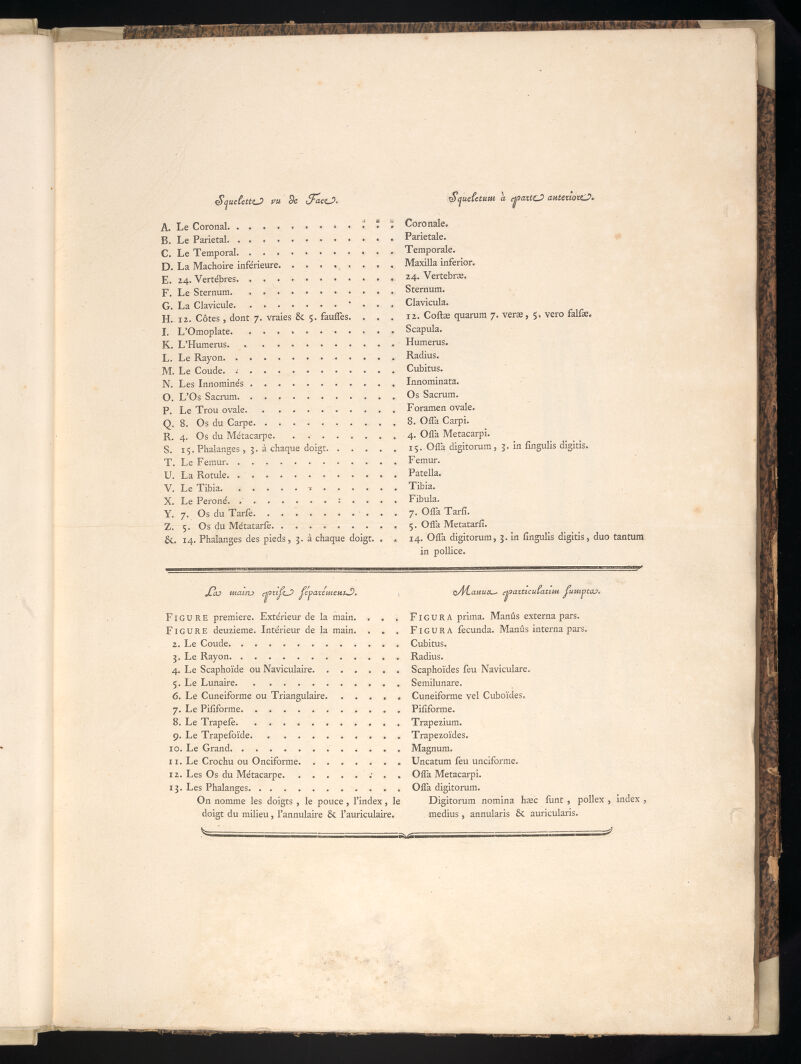 Squelette vu de Face. Squeletum à parte anteriore.
A. Le Coronal. Coronale.
B. Le Parietal. Parietale.
C. Le Temporal. Temporale.
D. La Machoire inférieure. Maxilla inferior.
E. 24. Vertébres. 24. Vertebræ.
F. Le Sternum. Sternum.
G. La Clavicule. Clavicula.
H. 12. Côtes, dont 7. vraies & 5. fauſſes. 12. Coſtæ quarum 7. veræ, 5. vero falſæ.
I. L'Omoplate. Scapula.
K. L'Humerus. Humerus.
L. Le Rayon. Radius.
M. Le Coude. Cubitus.
N. Les Innominés. Innominata.
O. L'Os Sacrum. Os Sacrum.
P. Le Trou ovale. Foramen ovale.
Q. 8. Os du Carpe. 8. Oſſa Carpi.
R. 4. Os du Métacarpe. 4. Oſſa Metacarpi.
S. 15. Phalanges, 3. à chaque doigt. 15. Oſſa digitorum, 3. in ſingulis digitis.
T. Le Femur. Femur.
U. La Rotule. Patella.
V. Le Tibia. Tibia.
X. Le Peroné. Fibula.
Y. 7. Os du Tarſe. 7. Oſſa Tarſi.
Z. 5. Os du Métatarſe. 5. Oſſa Metatarſi.
&. 14. Phalanges des pieds, 3. à chaque doigt. 14. Oſſa digitorum, 3. in ſingulis digitis, duo tantum
in pollice.
La main priſe ſéparément. Manus particulatim ſumpta.
FIGURE premiere. Extérieur de la main. FIGURA prima. Manûs externa pars.
FIGURE deuzieme. Intérieur de la main. FIGURA ſecunda. Manûs interna pars.
2. Le Coude. Cubitus.
3. Le Rayon. Radius.
4. Le Scaphoïde ou Naviculaire. Scaphoïdes ſeu Naviculare.
5. Le Lunaire. Semilunare.
6. Le Cuneiforme ou Triangulaire. Cuneiforme vel Cuboïdes.
7. Le Piſiforme. Piſiforme.
8. Le Trapeſe. Trapezium.
9. Le Trapeſoïde. Trapezoïdes.
10. Le Grand. Magnum.
11. Le Crochu ou Onciforme. Uncatum ſeu unciforme.
12. Les Os du Métacarpe. Oſſa Metacarpi.
13. Les Phalanges. Oſſa digitorum.
On nomme les doigts, le pouce, l'index, le Digitorum nomina hæc ſunt, pollex, index,
doigt du milieu, l'annulaire & l'auriculaire. medius, annularis & auricularis.